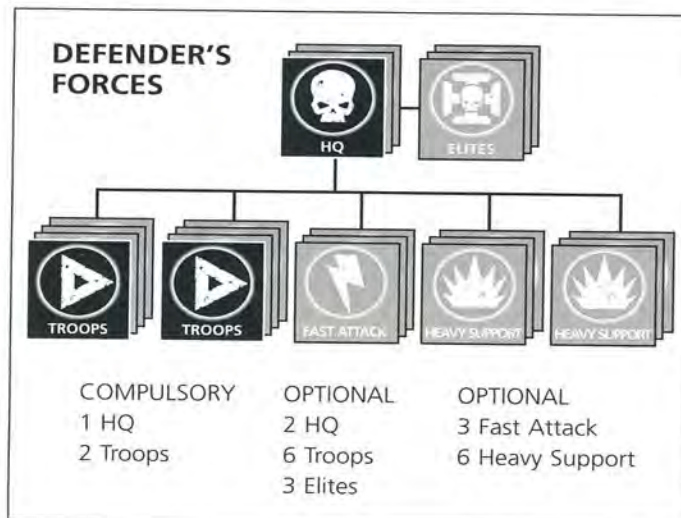 DEFENDER'S
FORCES
HQ
ELITES
TROOPS
TROOPS
FAST ATTACK
HEAVY SUPPORT
HEAVY SUPPORT
COMPULSORY
1 HQ
2 Troops
OPTIONAL
2 HQ
6 Troops
3 Elites
OPTIONAL
3 Fast Attack
6 Heavy Support